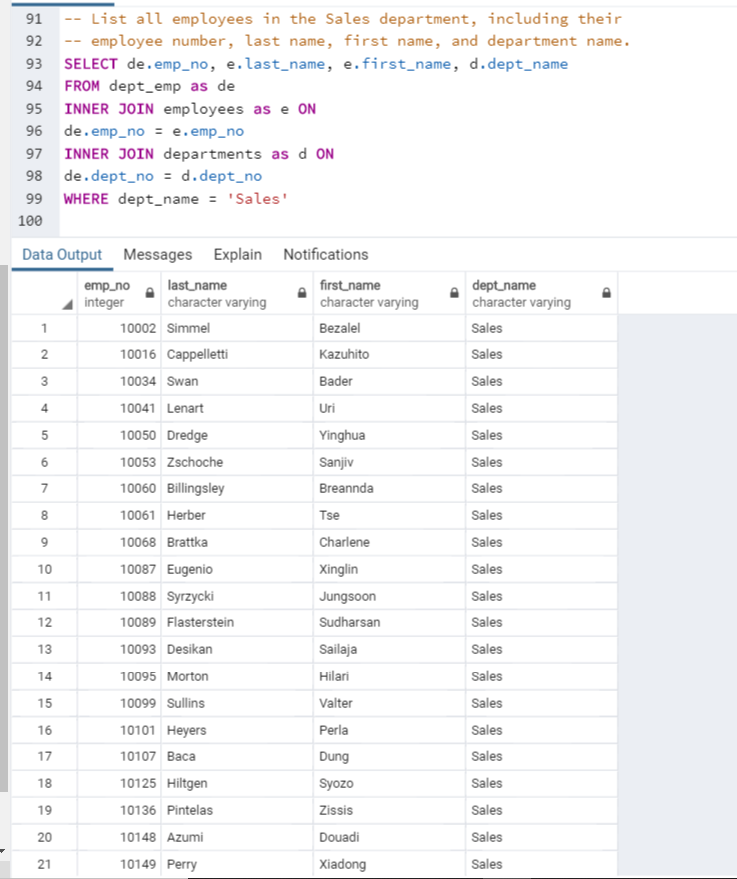 91 -- List all employees in the Sales department, including their
92 -- employee number, last name, first name, and department name.
93 SELECT de.emp_no, e.last_name, e.first_name, d.dept_name
94 FROM dept_emp as de
95 INNER JOIN employees as e ON
96 de.emp_no = e.emp_no
97 INNER JOIN departments as d ON
98 de.dept_no = d.dept_no
99 WHERE dept_name = 'Sales'
100
Data Output Messages Explain Notifications
emp_no last_name first_name dept_name
integer character varying character varying character varying
1 10002 Simmel Bezalel Sales
2 10016 Cappelletti Kazuhito Sales
3 10034 Swan Bader Sales
4 10041 Lenart Uri Sales
5 10050 Dredge Yinghua Sales
6 10053 Zschoche Sanjiv Sales
7 10060 Billingsley Breannda Sales
8 10061 Herber Tse Sales
9 10068 Brattka Charlene Sales
10 10087 Eugenio Xinglin Sales
11 10088 Syrzycki Jungsoon Sales
12 10089 Flasterstein Sudharsan Sales
13 10093 Desikan Sailaja Sales
14 10095 Morton Hilari Sales
15 10099 Sullins Valter Sales
16 10101 Heyers Perla Sales
17 10107 Baca Dung Sales
18 10125 Hiltgen Syozo Sales
19 10136 Pintelas Zissis Sales
20 10148 Azumi Douadi Sales
21 10149 Perry Xiadong Sales